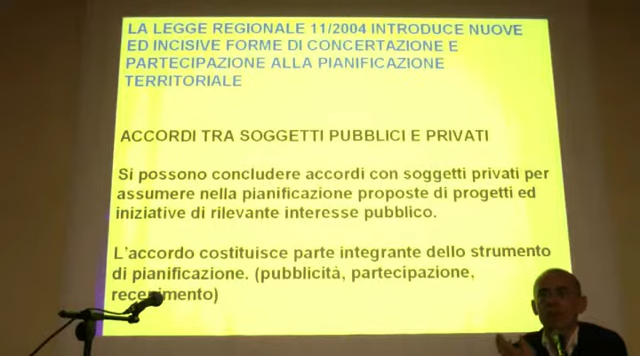 LA LEGGE REGIONALE 11/2004 INTRODUCE NUOVE
ED INCISIVE FORME DI CONCERTAZIONE E
PARTECIPAZIONE ALLA PIANIFICAZIONE
TERRITORIALE
ACCORDI TRA SOGGETTI PUBBLICI E PRIVATI
Si possono concludere accordi con soggetti privati per
assumere nella pianificazione proposte di progetti ed
iniziative di rilevante interesse pubblico.
L'accordo costituisce parte integrante dello strumento
di pianificazione. (pubblicità, partecipazione,
recepimento)